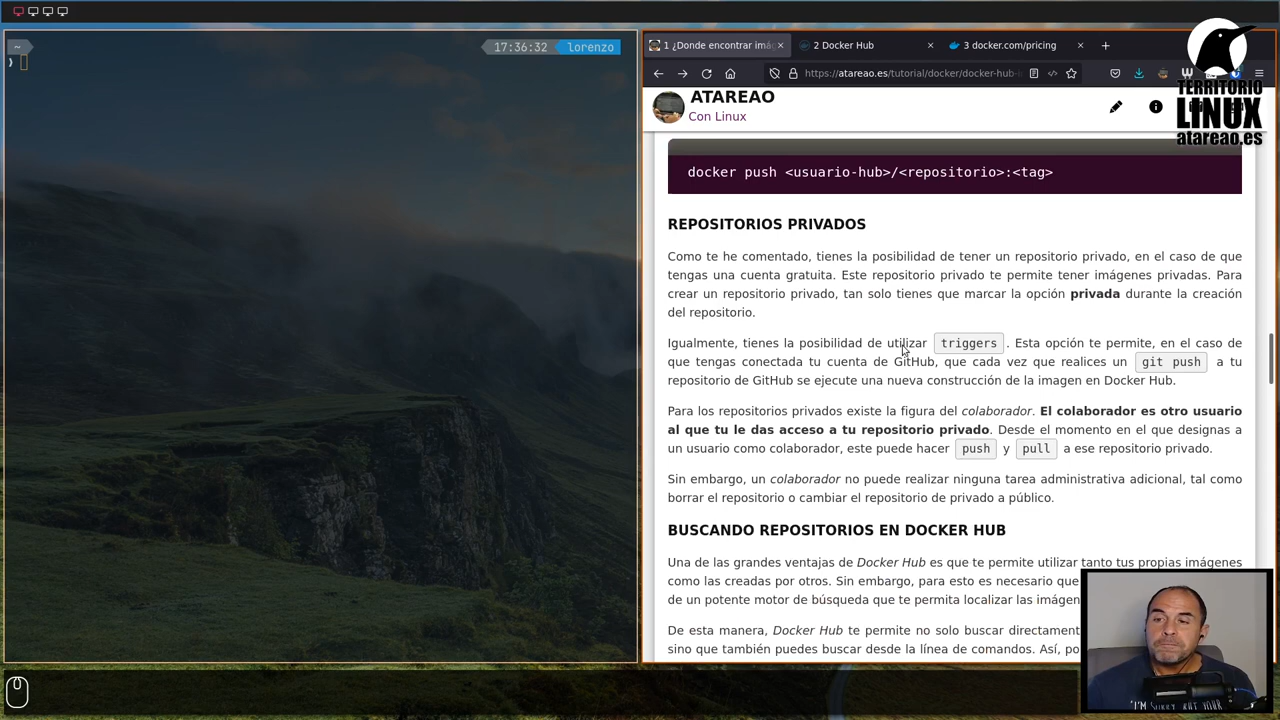 ~
17:36:32
lorenzo
1 ¿Donde encontrar imá
2 Docker Hub
3 docker.com/pricing
https://atareao.es/tutorial/docker/docker-hub-
ATAREAO
Con Linux
TERRITORIO
LINUX
atareao.es
docker push <usuario-hub>/<repositorio>:<tag>
REPOSITORIOS PRIVADOS
Como te he comentado, tienes la posibilidad de tener un repositorio privado, en el caso de que
tengas una cuenta gratuita. Este repositorio privado te permite tener imágenes privadas. Para
crear un repositorio privado, tan solo tienes que marcar la opción privada durante la creación
del repositorio.
Igualmente, tienes la posibilidad de utilizar triggers . Esta opción te permite, en el caso de
que tengas conectada tu cuenta de GitHub, que cada vez que realices un git push a tu
repositorio de GitHub se ejecute una nueva construcción de la imagen en Docker Hub.
Para los repositorios privados existe la figura del colaborador. El colaborador es otro usuario
al que tu le das acceso a tu repositorio privado. Desde el momento en el que designas a
un usuario como colaborador, este puede hacer push y pull a ese repositorio privado.
Sin embargo, un colaborador no puede realizar ninguna tarea administrativa adicional, tal como
borrar el repositorio o cambiar el repositorio de privado a público.
BUSCANDO REPOSITORIOS EN DOCKER HUB
Una de las grandes ventajas de Docker Hub es que te permite utilizar tanto tus propias imágenes
como las creadas por otros. Sin embargo, para esto es necesario que
de un potente motor de búsqueda que te permita localizar las imágen
De esta manera, Docker Hub te permite no solo buscar directament
sino que también puedes buscar desde la línea de comandos. Así, po
I'M SORRY BUT YOUR